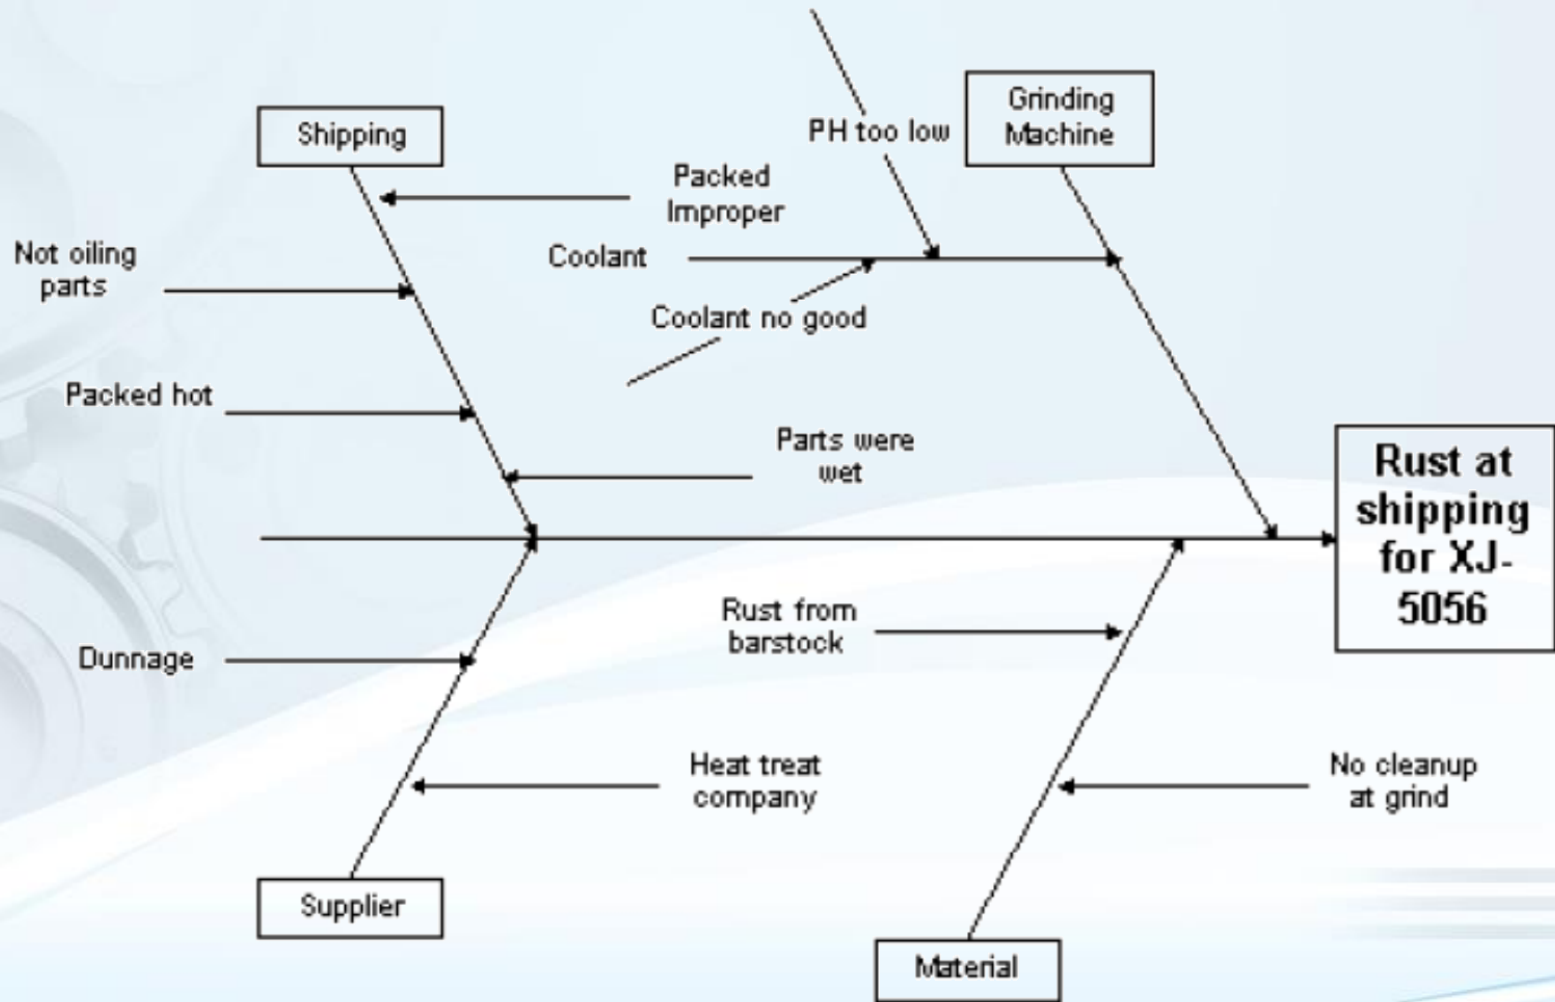 Shipping
PH too low
Grinding
Machine
Packed
Improper
Not oiling
parts
Coolant
Coolant no good
Packed hot
Parts were
wet
Rust at
shipping
for XJ-
5056
Rust from
barstock
Dunnage
Heat treat
company
No cleanup
at grind
Supplier
Material